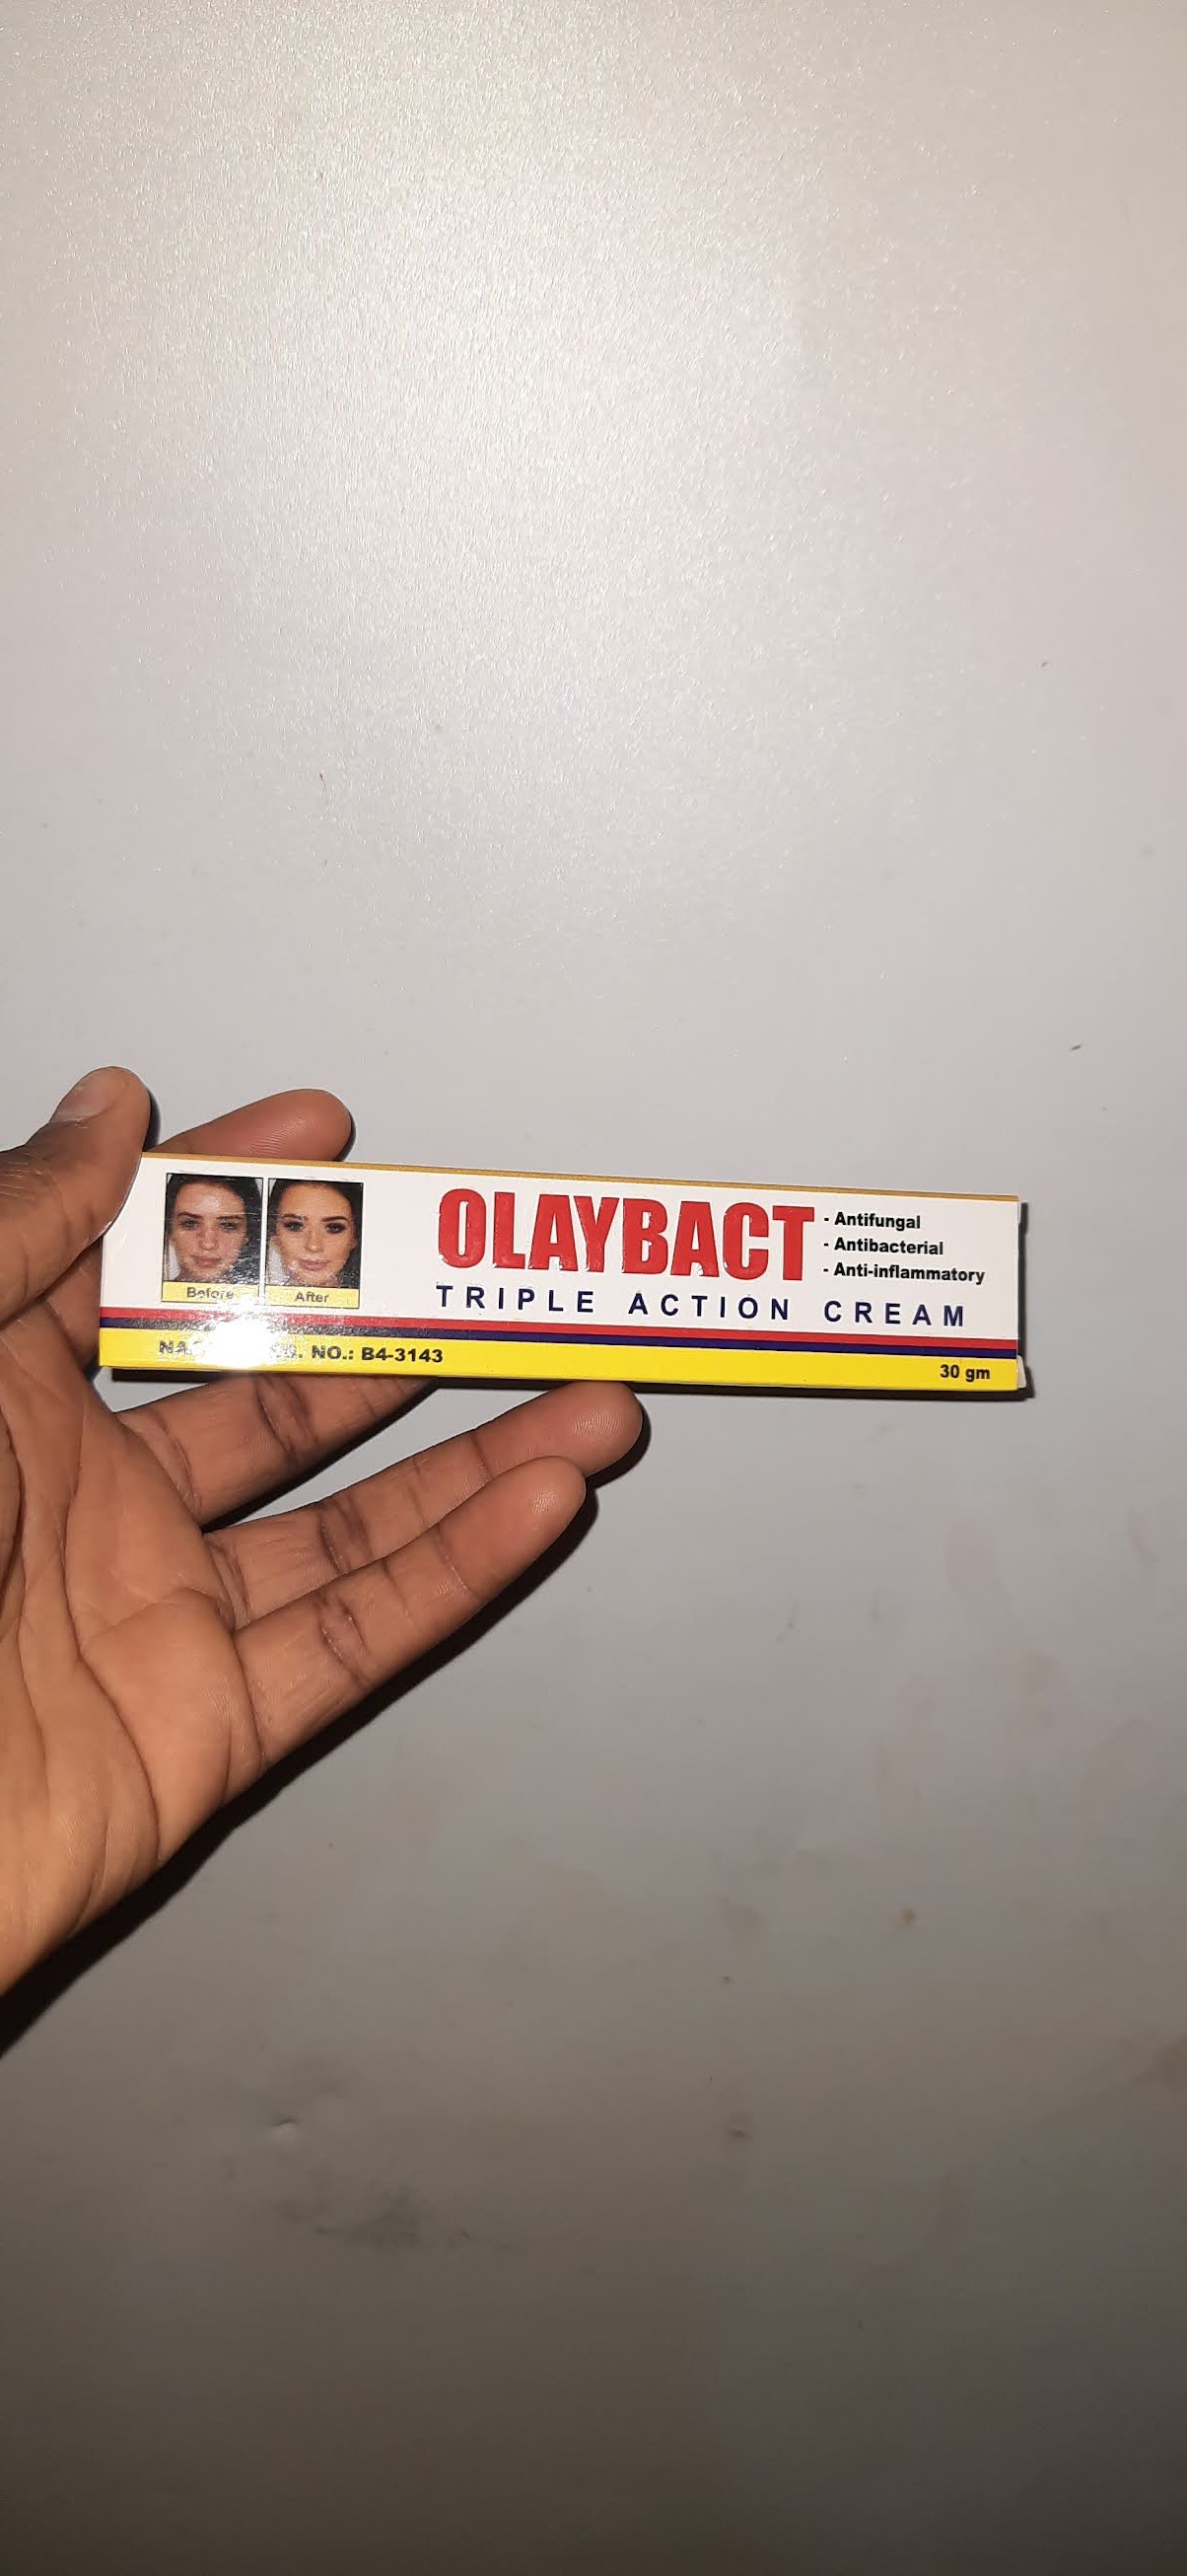 Before
After
OLAYBACT
- Antifungal
- Antibacterial
- Anti-inflammatory
TRIPLE ACTION CREAM
NO.: B4-3143
30 gm